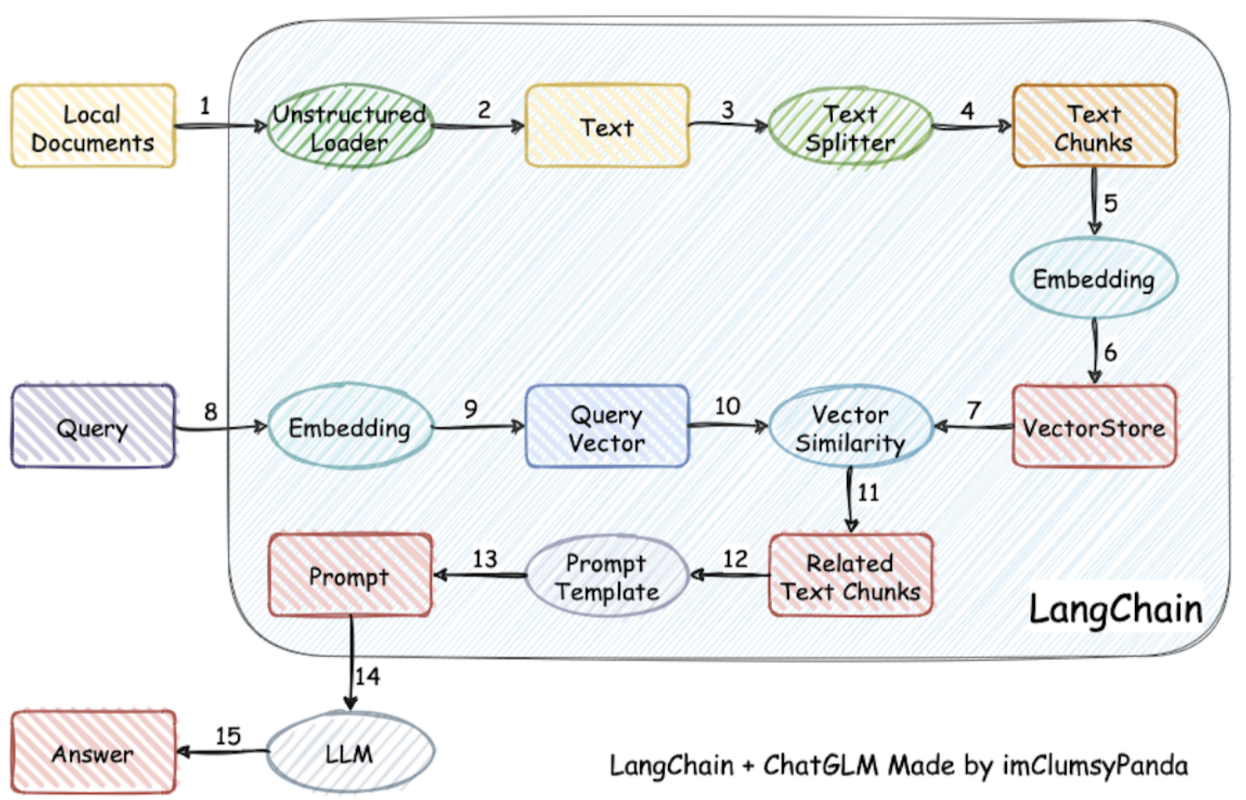 1
2
3
4
Local
Documents
Unstructured
Loader
Text
Text
Splitter
Text
Chunks
5
Embedding
6
8
9
10
7
Query
Embedding
Query
Vector
Vector
Similarity
VectorStore
11
13
12
Prompt
Prompt
Template
Related
Text Chunks
LangChain
14
15
Answer
LLM
LangChain + ChatGLM Made by imClumsyPanda